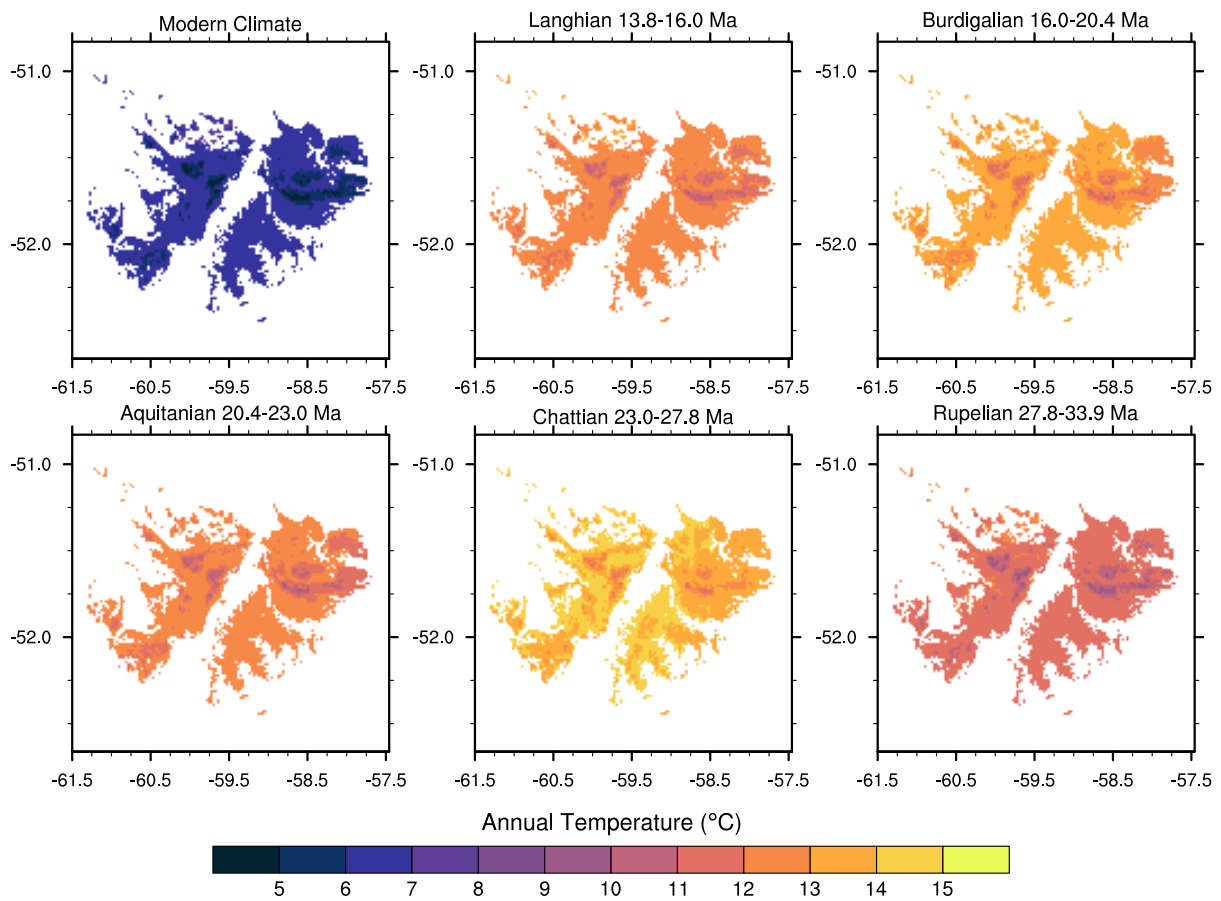 Modern Climate
Langhian 13.8-16.0 Ma
Burdigalian 16.0-20.4 Ma
-51.0
-52.0
-61.5 -60.5 -59.5 -58.5 -57.5
-51.0
-52.0
-61.5 -60.5 -59.5 -58.5 -57.5
-51.0
-52.0
-61.5 -60.5 -59.5 -58.5 -57.5
Aquitanian 20.4-23.0 Ma
Chattian 23.0-27.8 Ma
Rupelian 27.8-33.9 Ma
-51.0
-52.0
-61.5 -60.5 -59.5 -58.5 -57.5
-51.0
-52.0
-61.5 -60.5 -59.5 -58.5 -57.5
-51.0
-52.0
-61.5 -60.5 -59.5 -58.5 -57.5
Annual Temperature (°C)
5 6 7 8 9 10 11 12 13 14 15